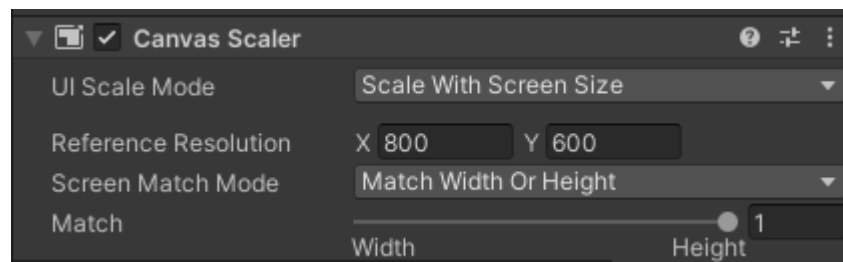 Canvas Scaler
UI Scale Mode Scale With Screen Size
Reference Resolution X 800 Y 600
Screen Match Mode Match Width Or Height
Match 1
Width Height